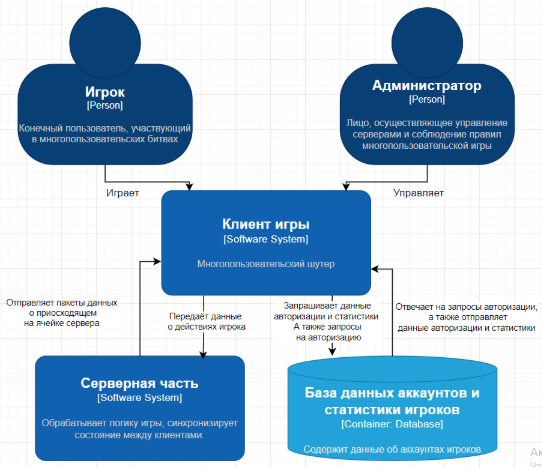 Игрок
[Person]
Конечный пользователь, участвующий
в многопользовательских битвах
Администратор
[Person]
Лицо, осуществляющее управление
серверами и соблюдение правил
многопользовательской игры
Играет
Управляет
Клиент игры
[Software System]
Многопользовательский шутер
Отправляет пакеты данных
о приосходящем
на ячейке сервера
Передаёт данные
о действиях игрока
Запрашивает данные
авторизации и статистики
А также запросы
на авторизацию
Отвечает на запросы авторизации,
а также отправляет
данные авторизации и статистики
Серверная часть
[Software System]
Обрабатывает логику игры, синхронизирует
состояние между клиентами
База данных аккаунтов и
статистики игроков
[Container: Database]
Содержит данные об аккаунтах игроков